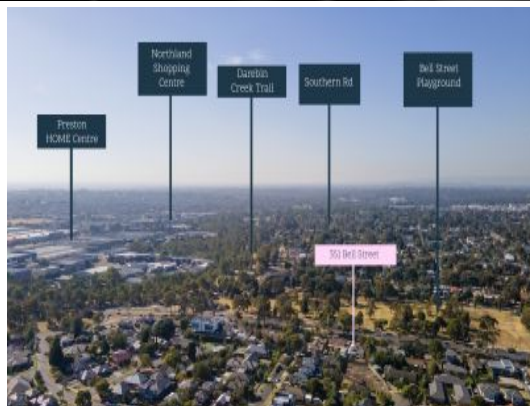 Northland
Shopping
Centre
Darebin
Creek Trail
Southern Rd
Bell Street
Playground
Preston
HOME Centre
351 Bell Street